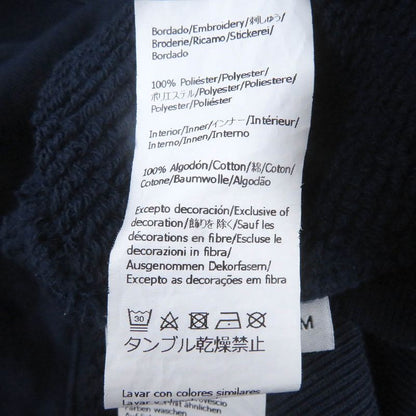 Bordado/Embroidery/刺しゅう/
Broderie/Ricamo/Stickerei/
Bordado
100% Poliéster/Polyester/
ポリエステル/Polyester/Poliestere/
Polyester/Poliéster
Interior/Inner/インナー/Intérieur/
Interno/Innen/Interno
100% Algodón/Cotton/綿/Coton/
Cotone/Baumwolle/Algodão
Excepto decoración/Exclusive of
decoration/飾りを除く/Sauf les
décorations en fibre/Escluse le
decorazioni in fibra/
Ausgenommen Dekorfasern/
Excepto as decorações em fibra
30
タンブル乾燥禁止
Lavar con colores similares
Farben waschen
M